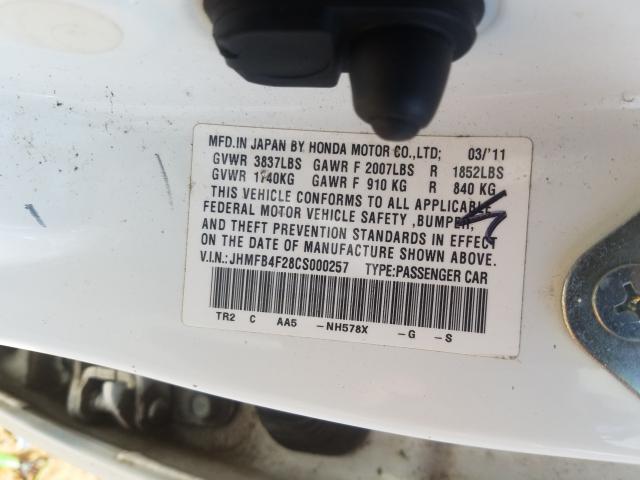 MFD.IN JAPAN BY HONDA MOTOR CO.,LTD; 03/'11
GVWR 3837LBS GAWR F 2007LBS R 1852LBS
GVWR 1740KG GAWR F 910 KG R 840 KG
THIS VEHICLE CONFORMS TO ALL APPLICABLE
FEDERAL MOTOR VEHICLE SAFETY ,BUMPER,
AND THEFT PREVENTION STANDARDS IN EFFECT
ON THE DATE OF MANUFACTURE SHOWN ABOVE.
V.I.N.: JHMFB4F28CS000257 TYPE:PASSENGER CAR
TR2 C AA5 -NH578X -G -S